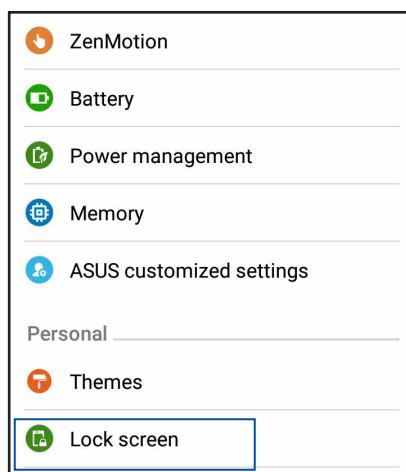 ZenMotion
Battery
Power management
Memory
ASUS customized settings
Personal
Themes
Lock screen